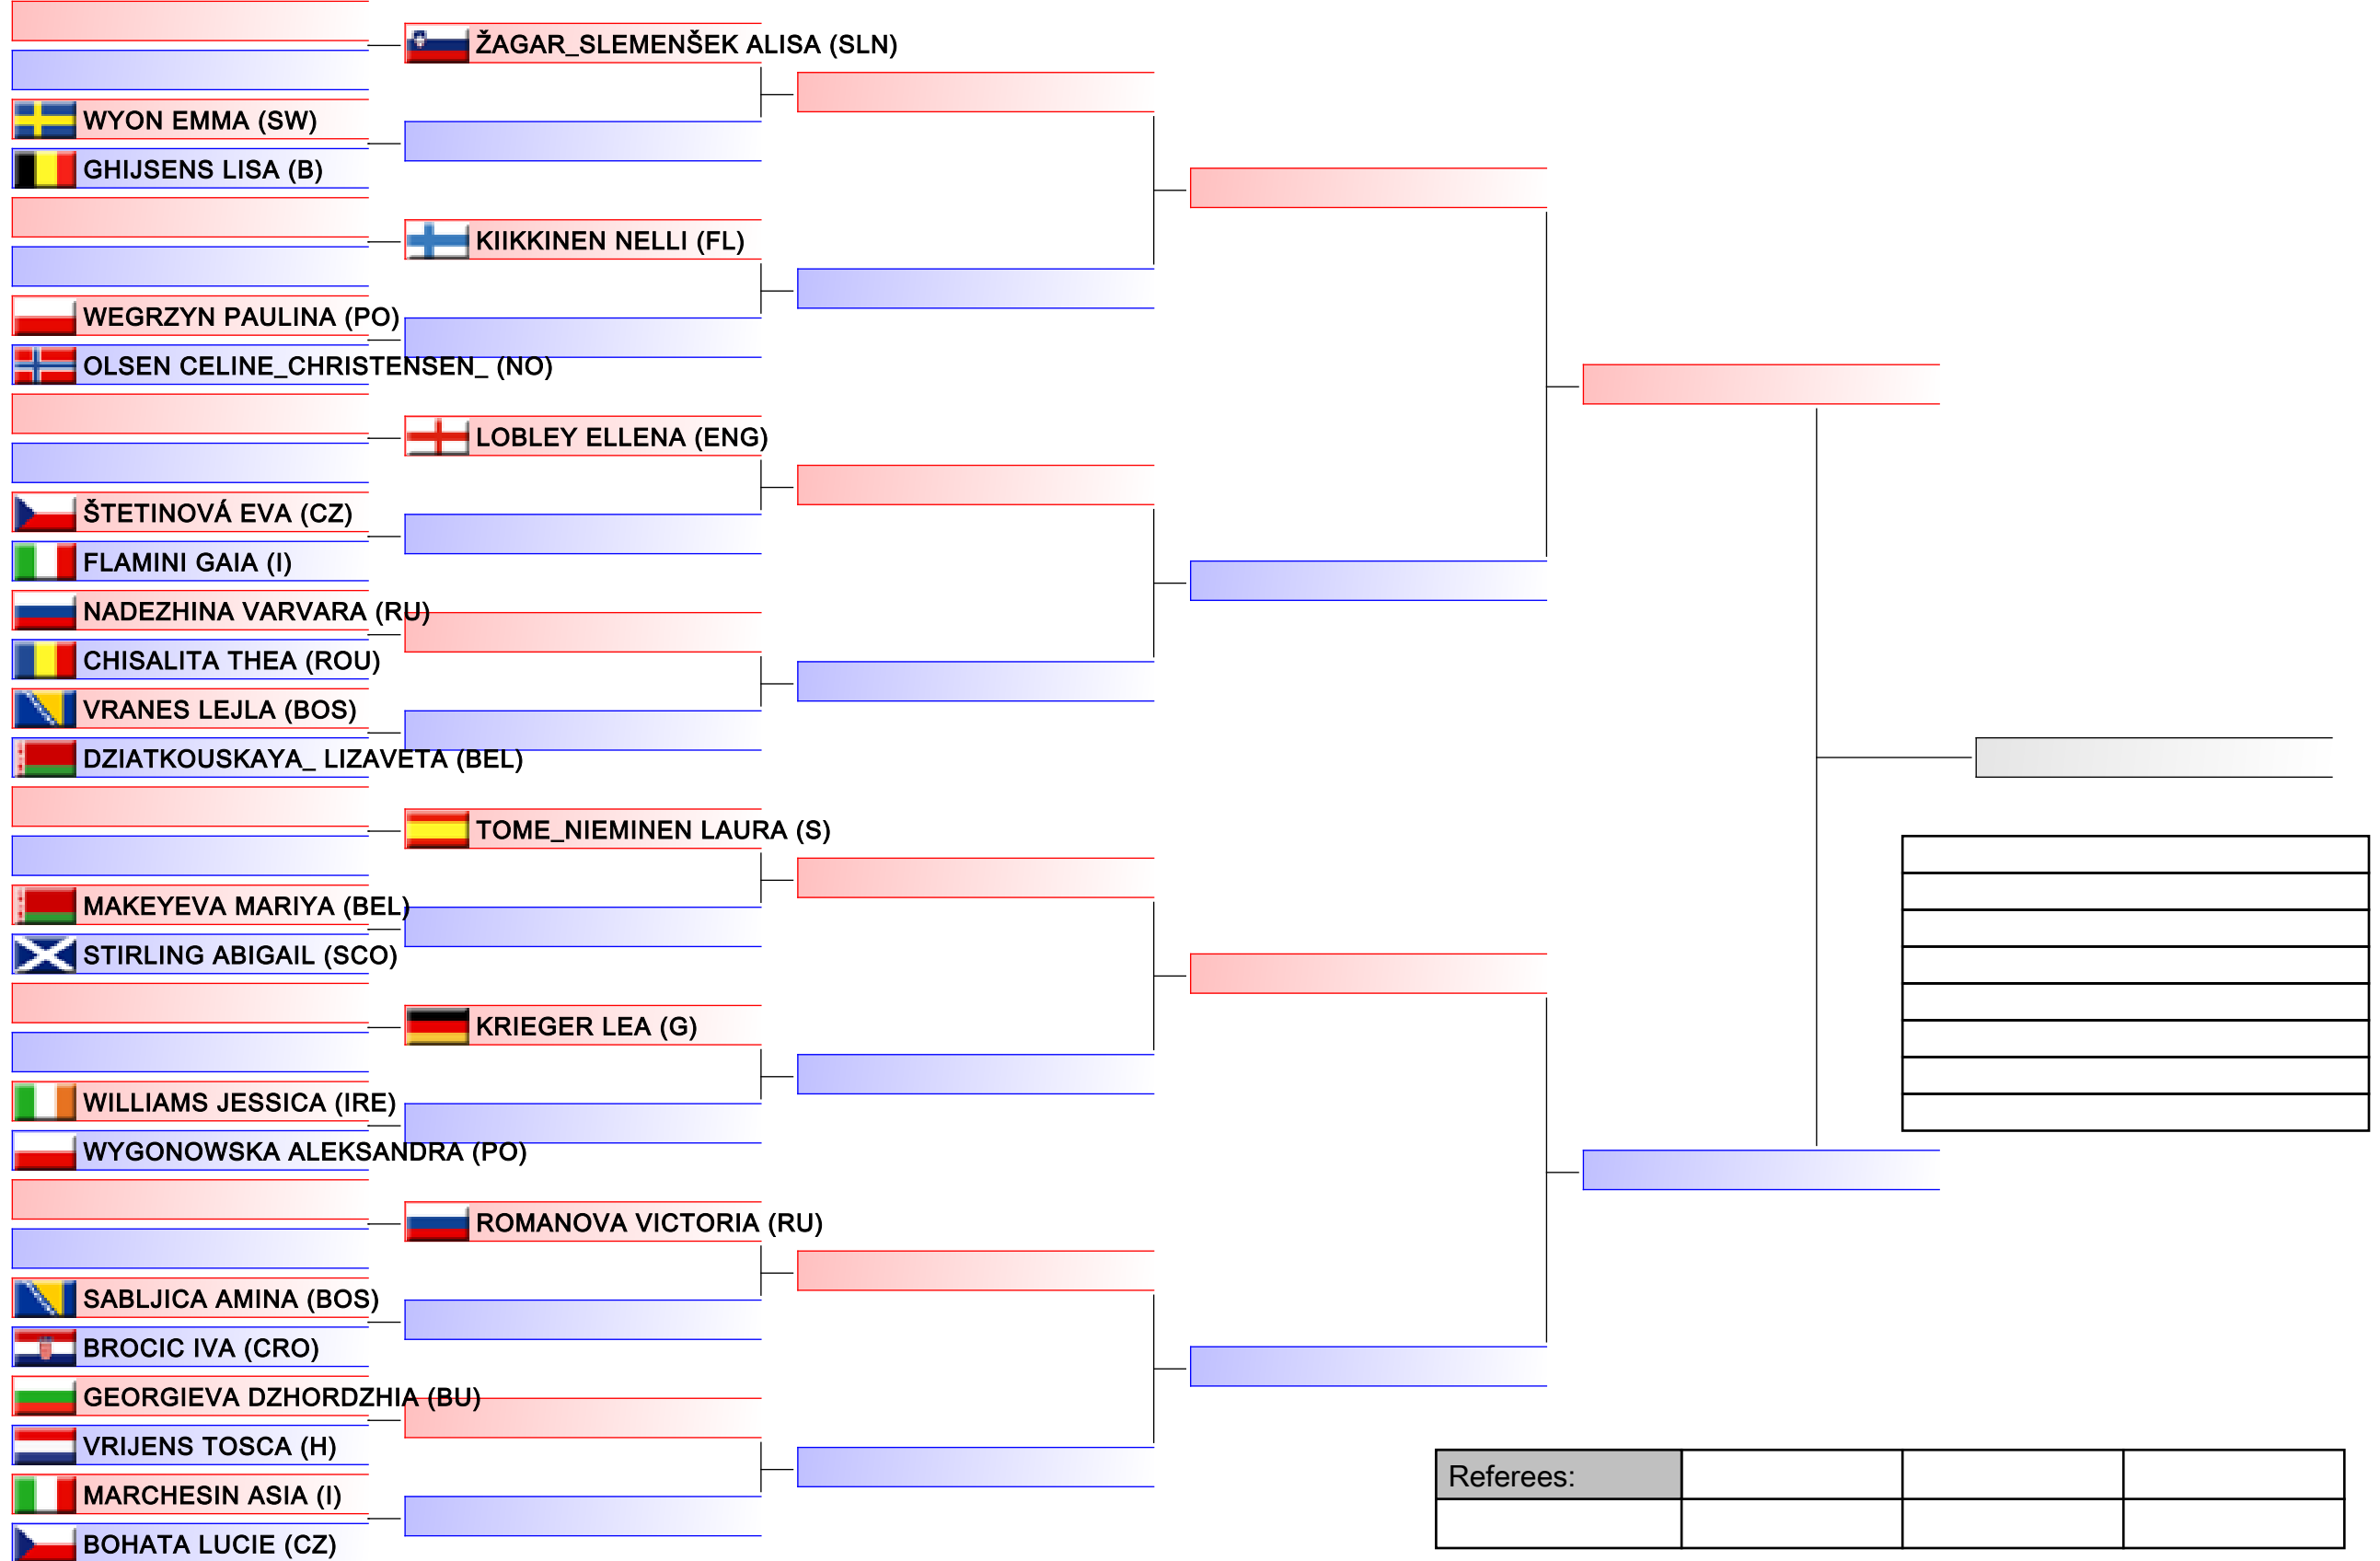 ŽAGAR_SLEMENŠEK ALISA (SLN)
WYON EMMA (SW)
GHIJSENS LISA (B)
KIIKKINEN NELLI (FL)
WEGRZYN PAULINA (PO)
OLSEN CELINE_CHRISTENSEN_ (NO)
LOBLEY ELLENA (ENG)
ŠTETINOVÁ EVA (CZ)
FLAMINI GAIA (I)
NADEZHINA VARVARA (RU)
CHISALITA THEA (ROU)
VRANES LEJLA (BOS)
DZIATKOUSKAYA_ LIZAVETA (BEL)
TOME_NIEMINEN LAURA (S)
MAKEYEVA MARIYA (BEL)
STIRLING ABIGAIL (SCO)
KRIEGER LEA (G)
WILLIAMS JESSICA (IRE)
WYGONOWSKA ALEKSANDRA (PO)
ROMANOVA VICTORIA (RU)
SABLJICA AMINA (BOS)
BROCIC IVA (CRO)
GEORGIEVA DZHORDZHIA (BU)
VRIJENS TOSCA (H)
MARCHESIN ASIA (I)
BOHATA LUCIE (CZ)
Referees: